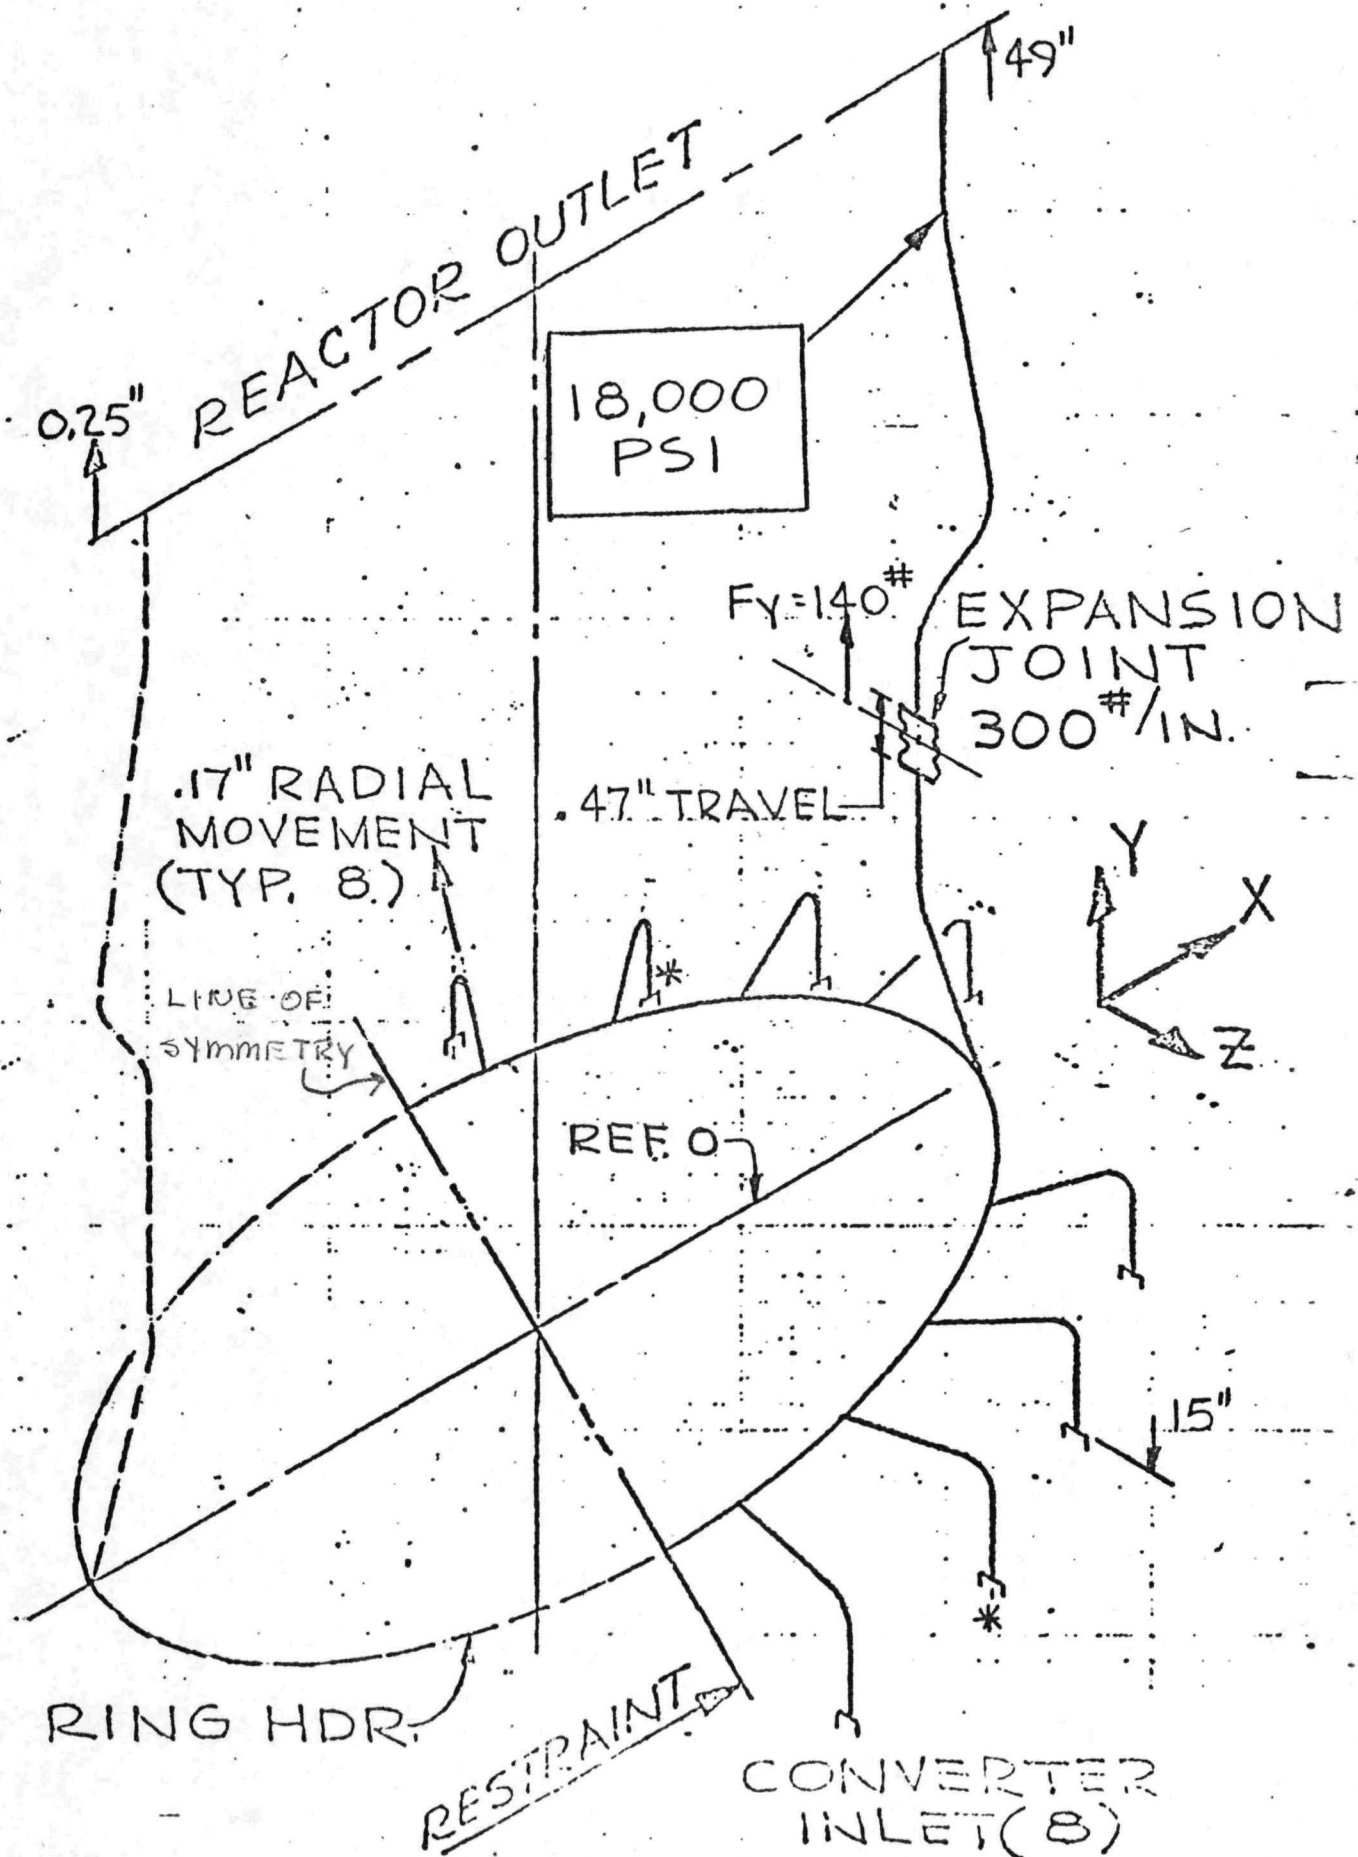 49"
REACTOR OUTLET
0.25"
18,000
PSI
Fy=140#
EXPANSION
JOINT
300#/IN.
.17" RADIAL
MOVEMENT
(TYP. 8.)
.47" TRAVEL
Y
X
Z
*
LINE OF
SYMMETRY
REF. O
15"
*
RING HDR.
RESTRAINT
CONVERTER
INLET (8)